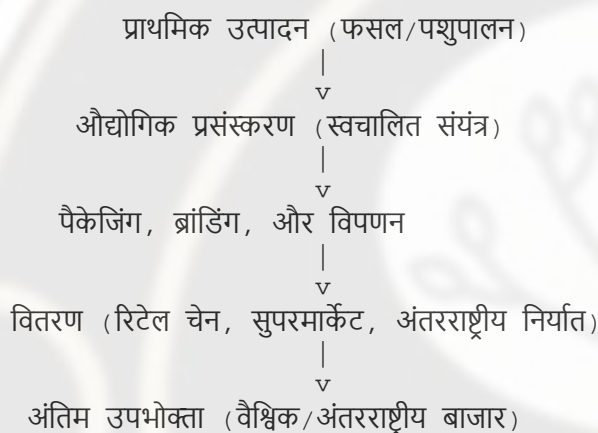 प्राथमिक उत्पादन (फसल/पशुपालन)
|
v
औद्योगिक प्रसंस्करण (स्वचालित संयंत्र)
|
v
पैकेजिंग, ब्रांडिंग, और विपणन
|
v
वितरण (रिटेल चेन, सुपरमार्केट, अंतरराष्ट्रीय निर्यात)
|
v
अंतिम उपभोक्ता (वैश्विक/अंतरराष्ट्रीय बाजार)